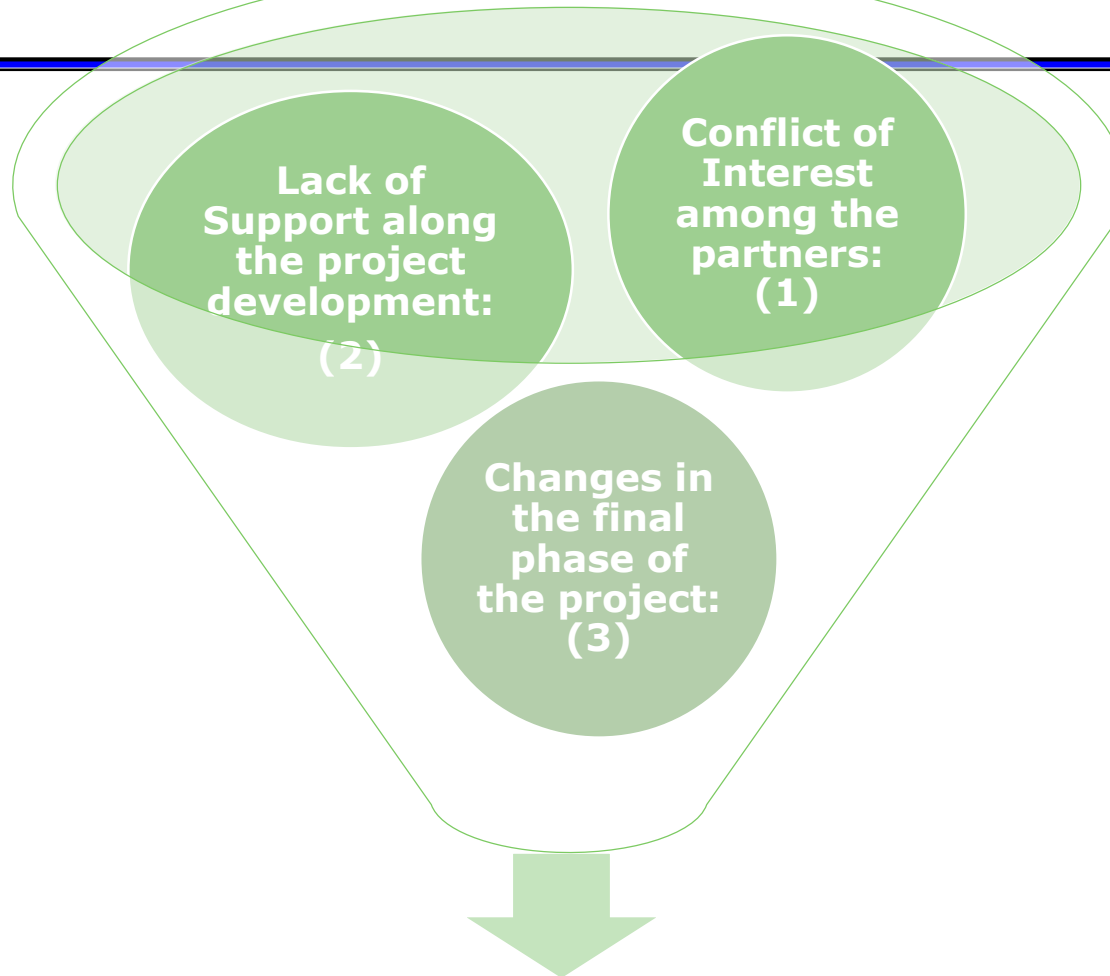 Lack of
Support along
the project
development:
(2)
Conflict of
Interest
among the
partners:
(1)
Changes in
the final
phase of
the project:
(3)